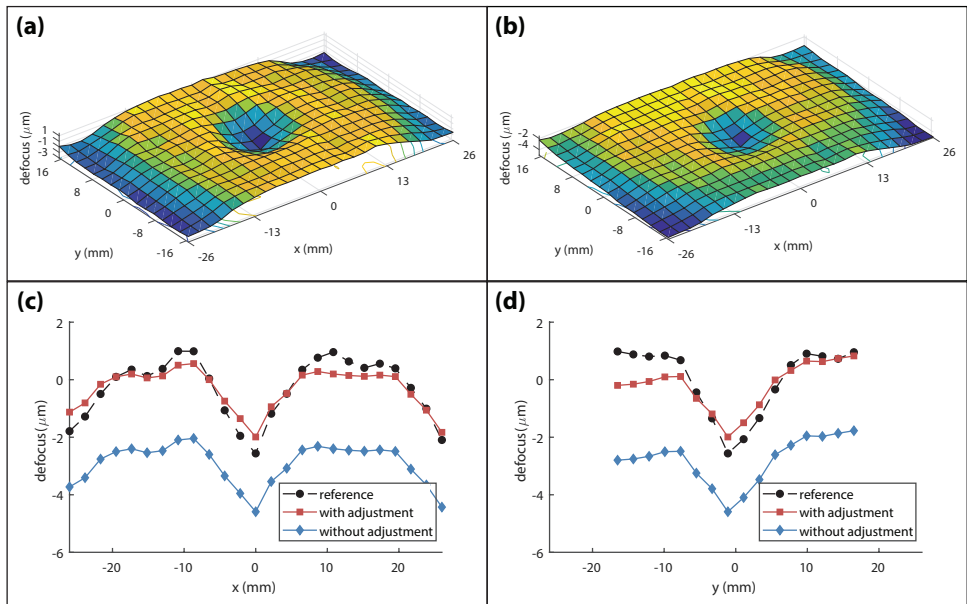 (a)
defocus (μm)
1
-1
-3
16
8
0
-8
-16
y (mm)
-26
-13
0
13
26
x (mm)
(b)
defocus (μm)
-2
-4
16
8
0
-8
-16
y (mm)
-26
-13
0
13
26
x (mm)
(c)
defocus (μm)
2
0
-2
-4
-6
-20
-10
0
10
20
x (mm)
reference
with adjustment
without adjustment
(d)
defocus (μm)
2
0
-2
-4
-6
-20
-10
0
10
20
y (mm)
reference
with adjustment
without adjustment